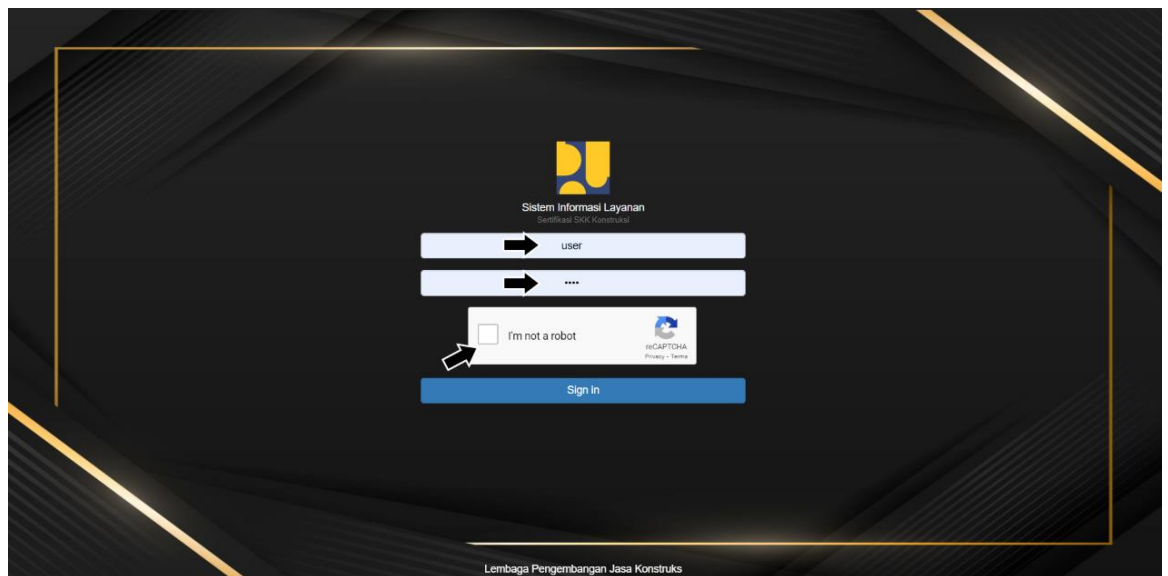 Sistem Informasi Layanan
Sertifikasi SKK Konstruksi
user
••••
I'm not a robot
reCAPTCHA
Privacy - Terms
Sign In
Lembaga Pengembangan Jasa Konstruks